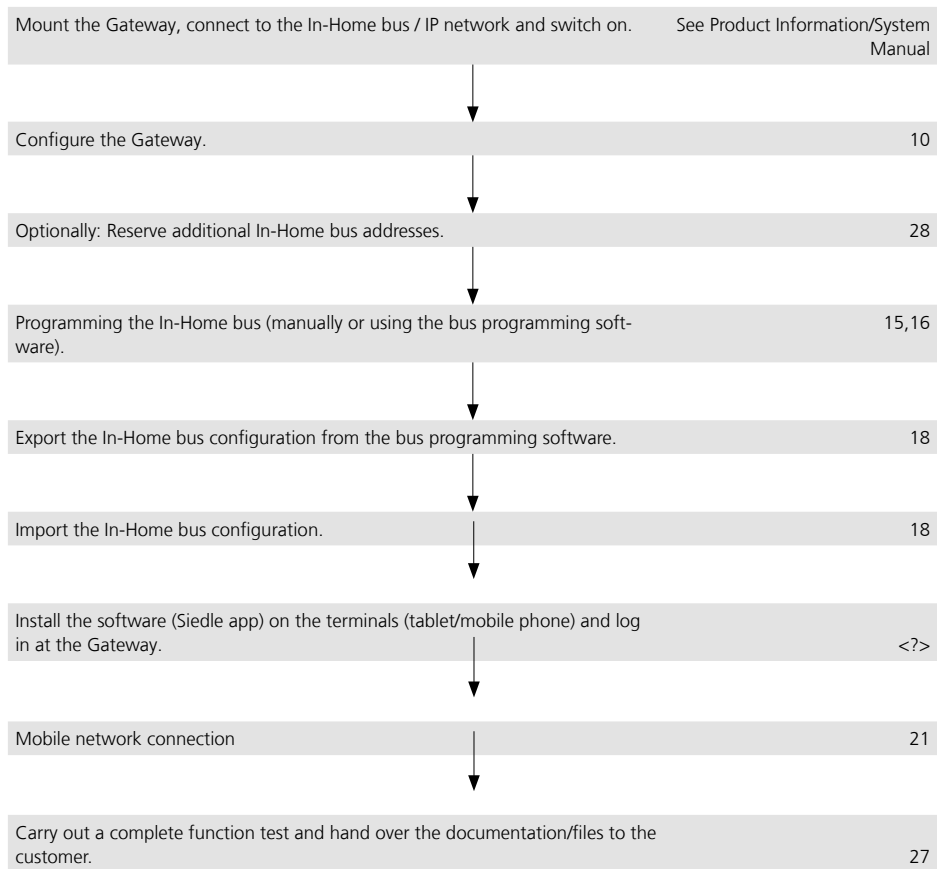 Mount the Gateway, connect to the In-Home bus / IP network and switch on. See Product Information/System
Manual
Configure the Gateway. 10
Optionally: Reserve additional In-Home bus addresses. 28
Programming the In-Home bus (manually or using the bus programming soft- 15,16
ware).
Export the In-Home bus configuration from the bus programming software. 18
Import the In-Home bus configuration. 18
Install the software (Siedle app) on the terminals (tablet/mobile phone) and log
in at the Gateway. <?>
Mobile network connection 21
Carry out a complete function test and hand over the documentation/files to the
customer. 27